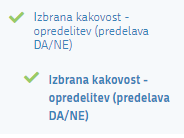 Izbrana kakovost -
opredelitev (predelava
DA/NE)
Izbrana kakovost -
opredelitev (predelava
DA/NE)